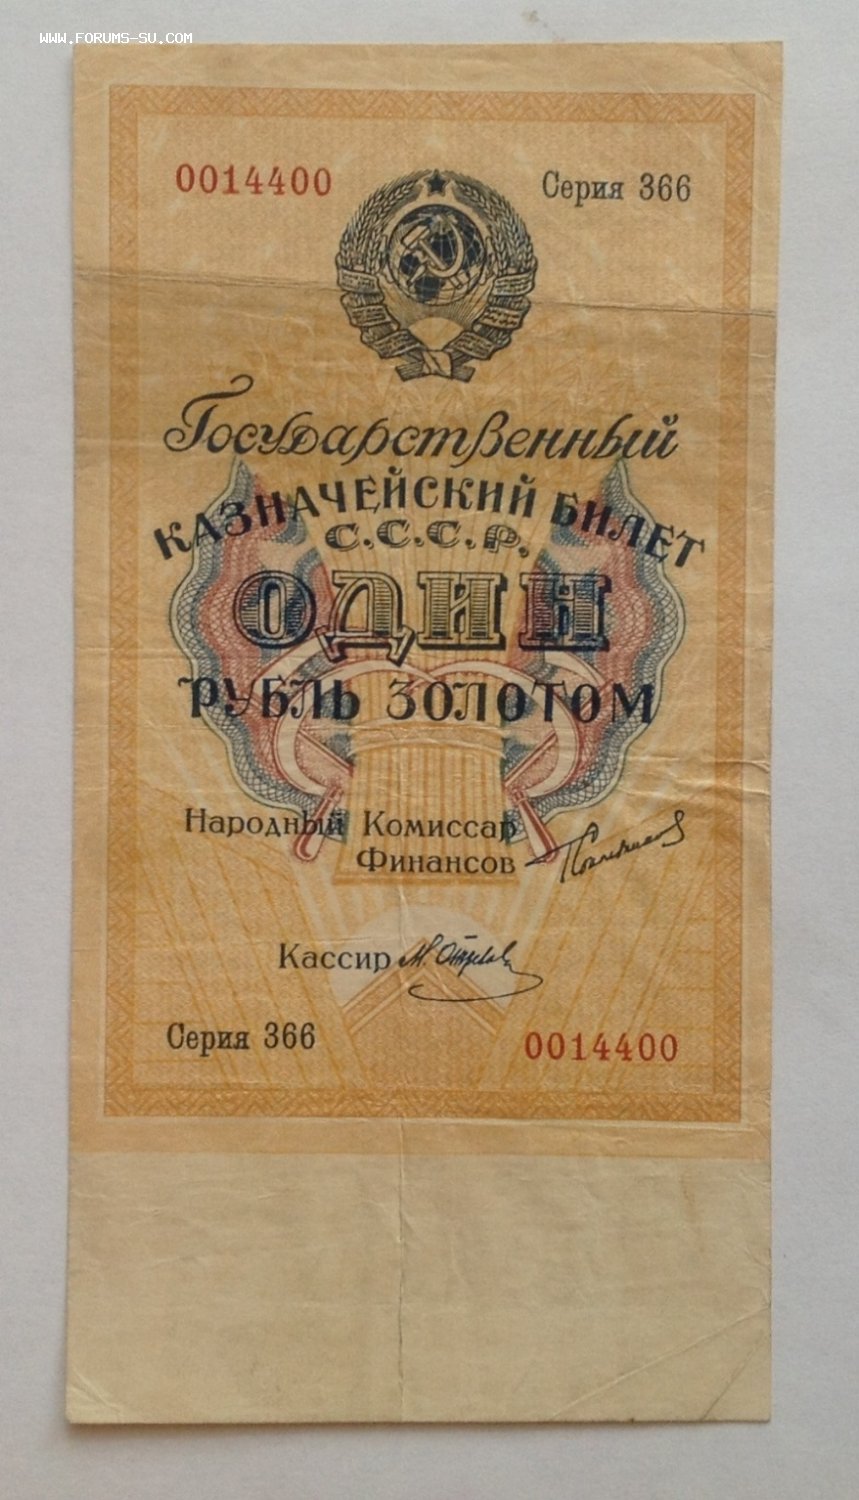 WWW.FORUMS-SU.COM
0014400 Серия 366
Государственный
КАЗНАЧЕЙСКИЙ БИЛЕТ
С.С.С.Р.
ОДИН
РУБЛЬ ЗОЛОТОМ
Народный Комиссар
Финансов
Кассир
Серия 366 0014400